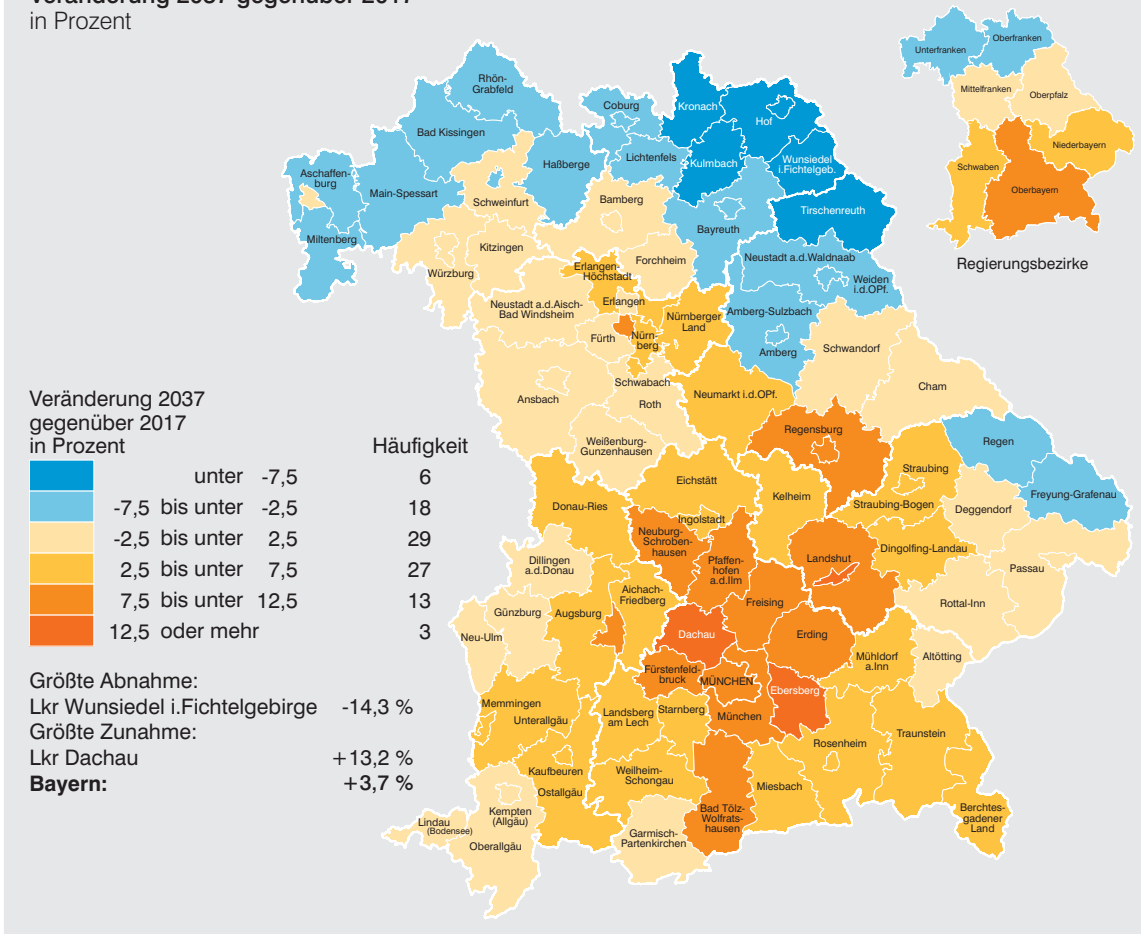 Veränderung 2037 gegenüber 2017
in Prozent
Unterfranken
Oberfranken
Mittelfranken
Oberpfalz
Niederbayern
Schwaben
Oberbayern
Regierungsbezirke
Rhön-
Grabfeld
Bad Kissingen
Coburg
Kronach
Hof
Aschaffen-
burg
Main-Spessart
Haßberge
Lichtenfels
Kulmbach
Wunsiedel
i.Fichtelgeb.
Schweinfurt
Bamberg
Tirschenreuth
Miltenberg
Bayreuth
Kitzingen
Würzburg
Forchheim
Neustadt a.d.Waldnaab
Weiden
i.d.OPf.
Erlangen-
Höchstadt
Erlangen
Neustadt a.d.Aisch-
Bad Windsheim
Nürnberger
Land
Amberg-Sulzbach
Amberg
Fürth
Nürn-
berg
Schwandorf
Cham
Ansbach
Schwabach
Roth
Neumarkt i.d.OPf.
Weißenburg-
Gunzenhausen
Regensburg
Regen
Eichstätt
Straubing
Kelheim
Freyung-Grafenau
Donau-Ries
Ingolstadt
Straubing-Bogen
Deggendorf
Neuburg-
Schroben-
hausen
Pfaffen-
hofen
a.d.Ilm
Landshut
Dingolfing-Landau
Passau
Dillingen
a.d.Donau
Aichach-
Friedberg
Freising
Rottal-Inn
Günzburg
Augsburg
Neu-Ulm
Dachau
Erding
Mühldorf
a.Inn
Altötting
Fürstenfeld-
bruck
MÜNCHEN
Ebersberg
Memmingen
Unterallgäu
Landsberg
am Lech
Starnberg
München
Rosenheim
Traunstein
Kaufbeuren
Ostallgäu
Weilheim-
Schongau
Miesbach
Bad Tölz-
Wolfrats-
hausen
Berchtes-
gadener
Land
Kempten
(Allgäu)
Lindau
(Bodensee)
Oberallgäu
Garmisch-
Partenkirchen
Veränderung 2037
gegenüber 2017
in Prozent Häufigkeit
unter -7,5 6
-7,5 bis unter -2,5 18
-2,5 bis unter 2,5 29
2,5 bis unter 7,5 27
7,5 bis unter 12,5 13
12,5 oder mehr 3
Größte Abnahme:
Lkr Wunsiedel i.Fichtelgebirge -14,3 %
Größte Zunahme:
Lkr Dachau +13,2 %
Bayern: +3,7 %